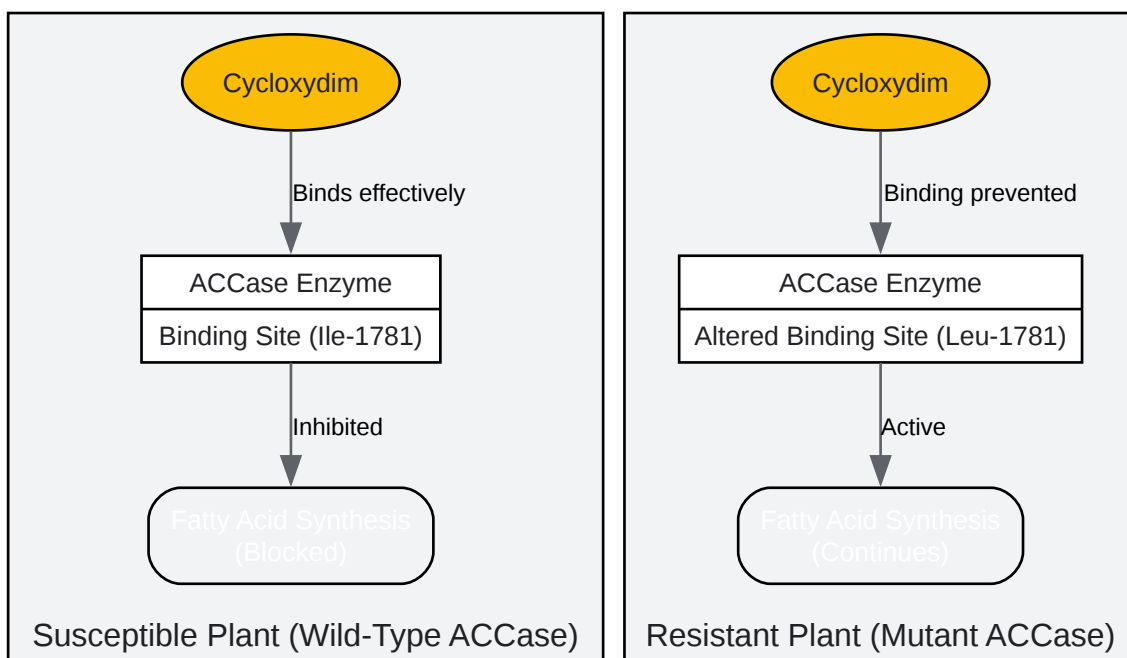 Cycloxydim
Binds effectively
ACCase Enzyme
Binding Site (Ile-1781)
Inhibited
Fatty Acid Synthesis
(Blocked)
Susceptible Plant (Wild-Type ACCase)
Cycloxydim
Binding prevented
ACCase Enzyme
Altered Binding Site (Leu-1781)
Active
Fatty Acid Synthesis
(Continues)
Resistant Plant (Mutant ACCase)